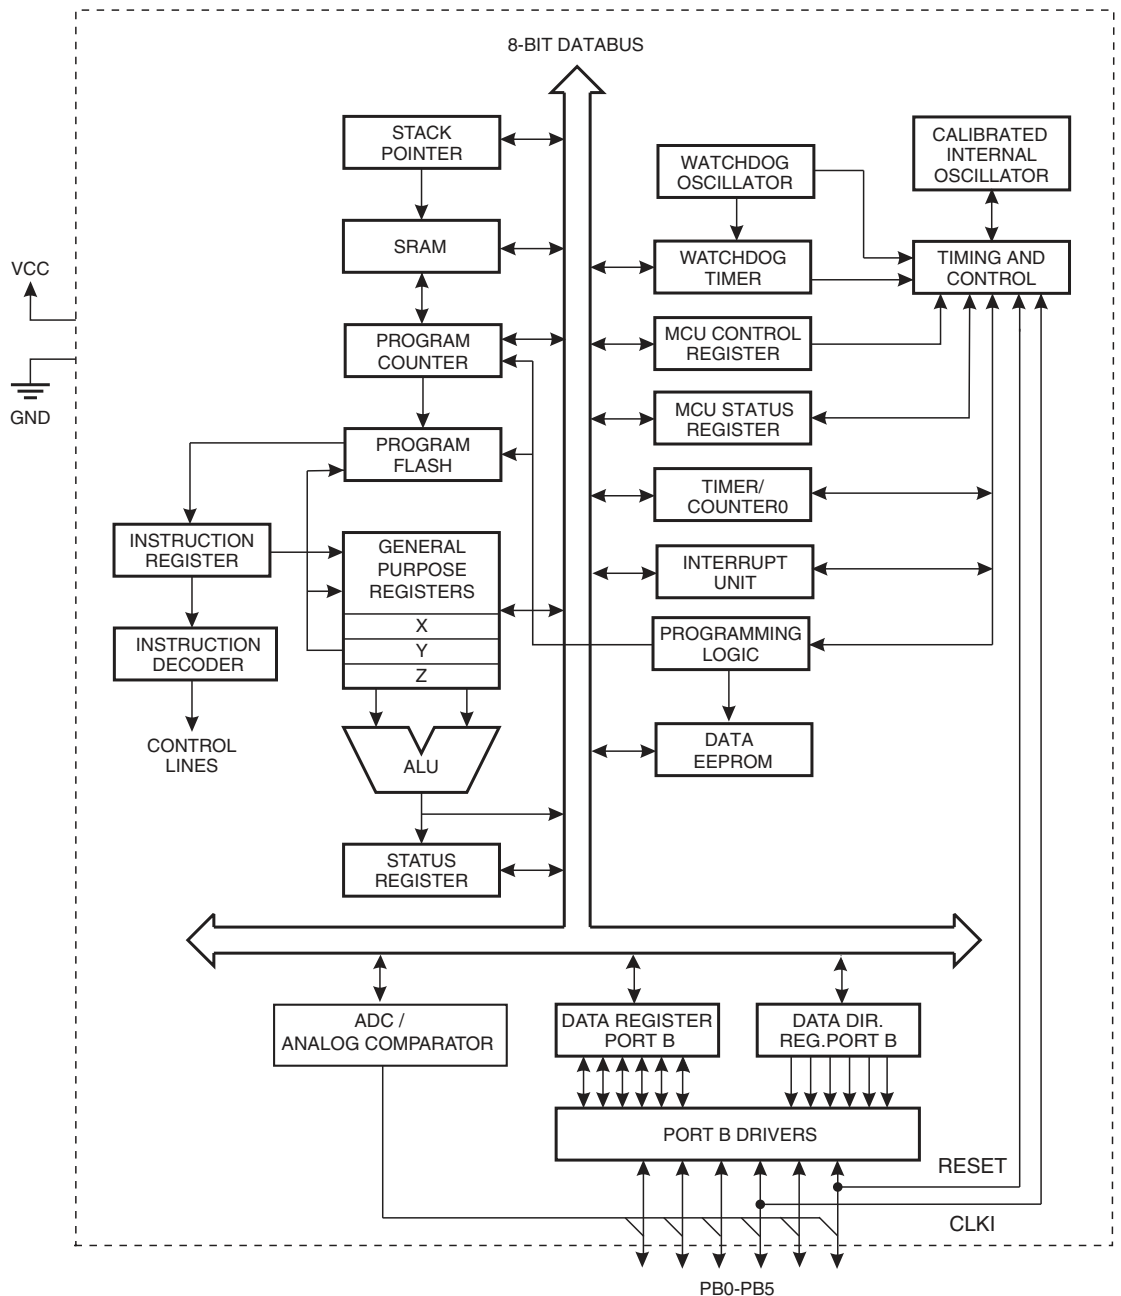 8-BIT DATABUS
STACK
POINTER
SRAM
PROGRAM
COUNTER
PROGRAM
FLASH
VCC
GND
INSTRUCTION
REGISTER
INSTRUCTION
DECODER
CONTROL
LINES
GENERAL
PURPOSE
REGISTERS
X
Y
Z
ALU
STATUS
REGISTER
WATCHDOG
OSCILLATOR
WATCHDOG
TIMER
MCU CONTROL
REGISTER
MCU STATUS
REGISTER
TIMER/
COUNTER0
INTERRUPT
UNIT
PROGRAMMING
LOGIC
DATA
EEPROM
CALIBRATED
INTERNAL
OSCILLATOR
TIMING AND
CONTROL
ADC /
ANALOG COMPARATOR
DATA REGISTER
PORT B
DATA DIR.
REG.PORT B
PORT B DRIVERS
RESET
CLKI
PB0-PB5